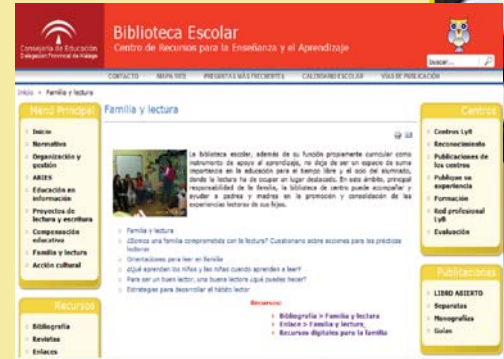 Consejería de Educación
Delegación Provincial de Málaga
Biblioteca Escolar
Centro de Recursos para la Enseñanza y el Aprendizaje
buscar...
CONTACTO MAPA WEB PREGUNTAS MÁS FRECUENTES CALENDARIO ESCOLAR VÍAS DE PUBLICACIÓN
Inicio Familia y lectura
Menú Principal
Inicio
Normativa
Organización y
gestión
ABIES
Educación en
información
Proyectos de
lectura y escritura
Compensación
educativa
Familia y lectura
Acción cultural
Recursos
Bibliografía
Revistas
Enlaces
Familia y lectura
La biblioteca escolar, además de su función propiamente curricular como
instrumento de apoyo al aprendizaje, no deja de ser un espacio de suma
importancia en la educación para el tiempo libre y el ocio del alumnado,
donde la lectura ha de ocupar un lugar destacado. En este ámbito, principal
responsabilidad de la familia, la biblioteca de centro puede acompañar y
ayudar a padres y madres en la promoción y consolidación de las
experiencias lectoras de sus hijos.
Familia y lectura
¿Somos una familia comprometida con la lectura? Cuestionario sobre acciones para las prácticas
lectoras
Orientaciones para leer en familia
¿Qué aprenden los niños y las niñas cuando aprenden a leer?
Para ser un buen lector, una buena lectora ¿qué puedes hacer?
Estrategias para desarrollar el hábito lector
Recursos:
Bibliografía > Familia y lectura
Enlace > Familia y lectura,
Recursos digitales para la familia
Centros
Centros LyB
Reconocimiento
Publicaciones de
los centros
Publique su
experiencia
Formación
Red profesional
LyB
Evaluación
Publicaciones
LIBRO ABIERTO
Separatas
Monografías
Guías